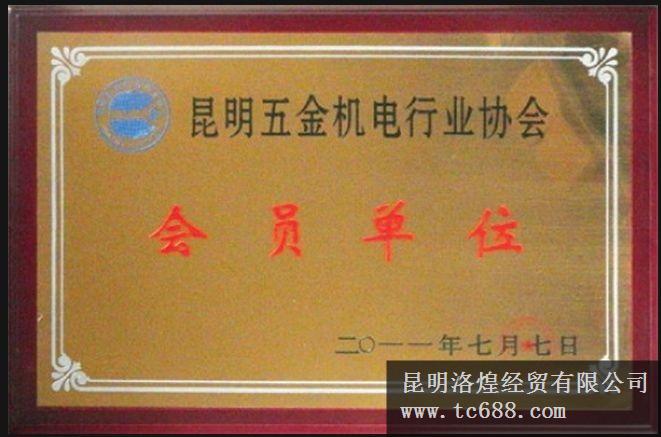 昆明五金机电行业协会
会员单位
二〇一一年七月七日
昆明洛煌经贸有限公司
www.tc688.com